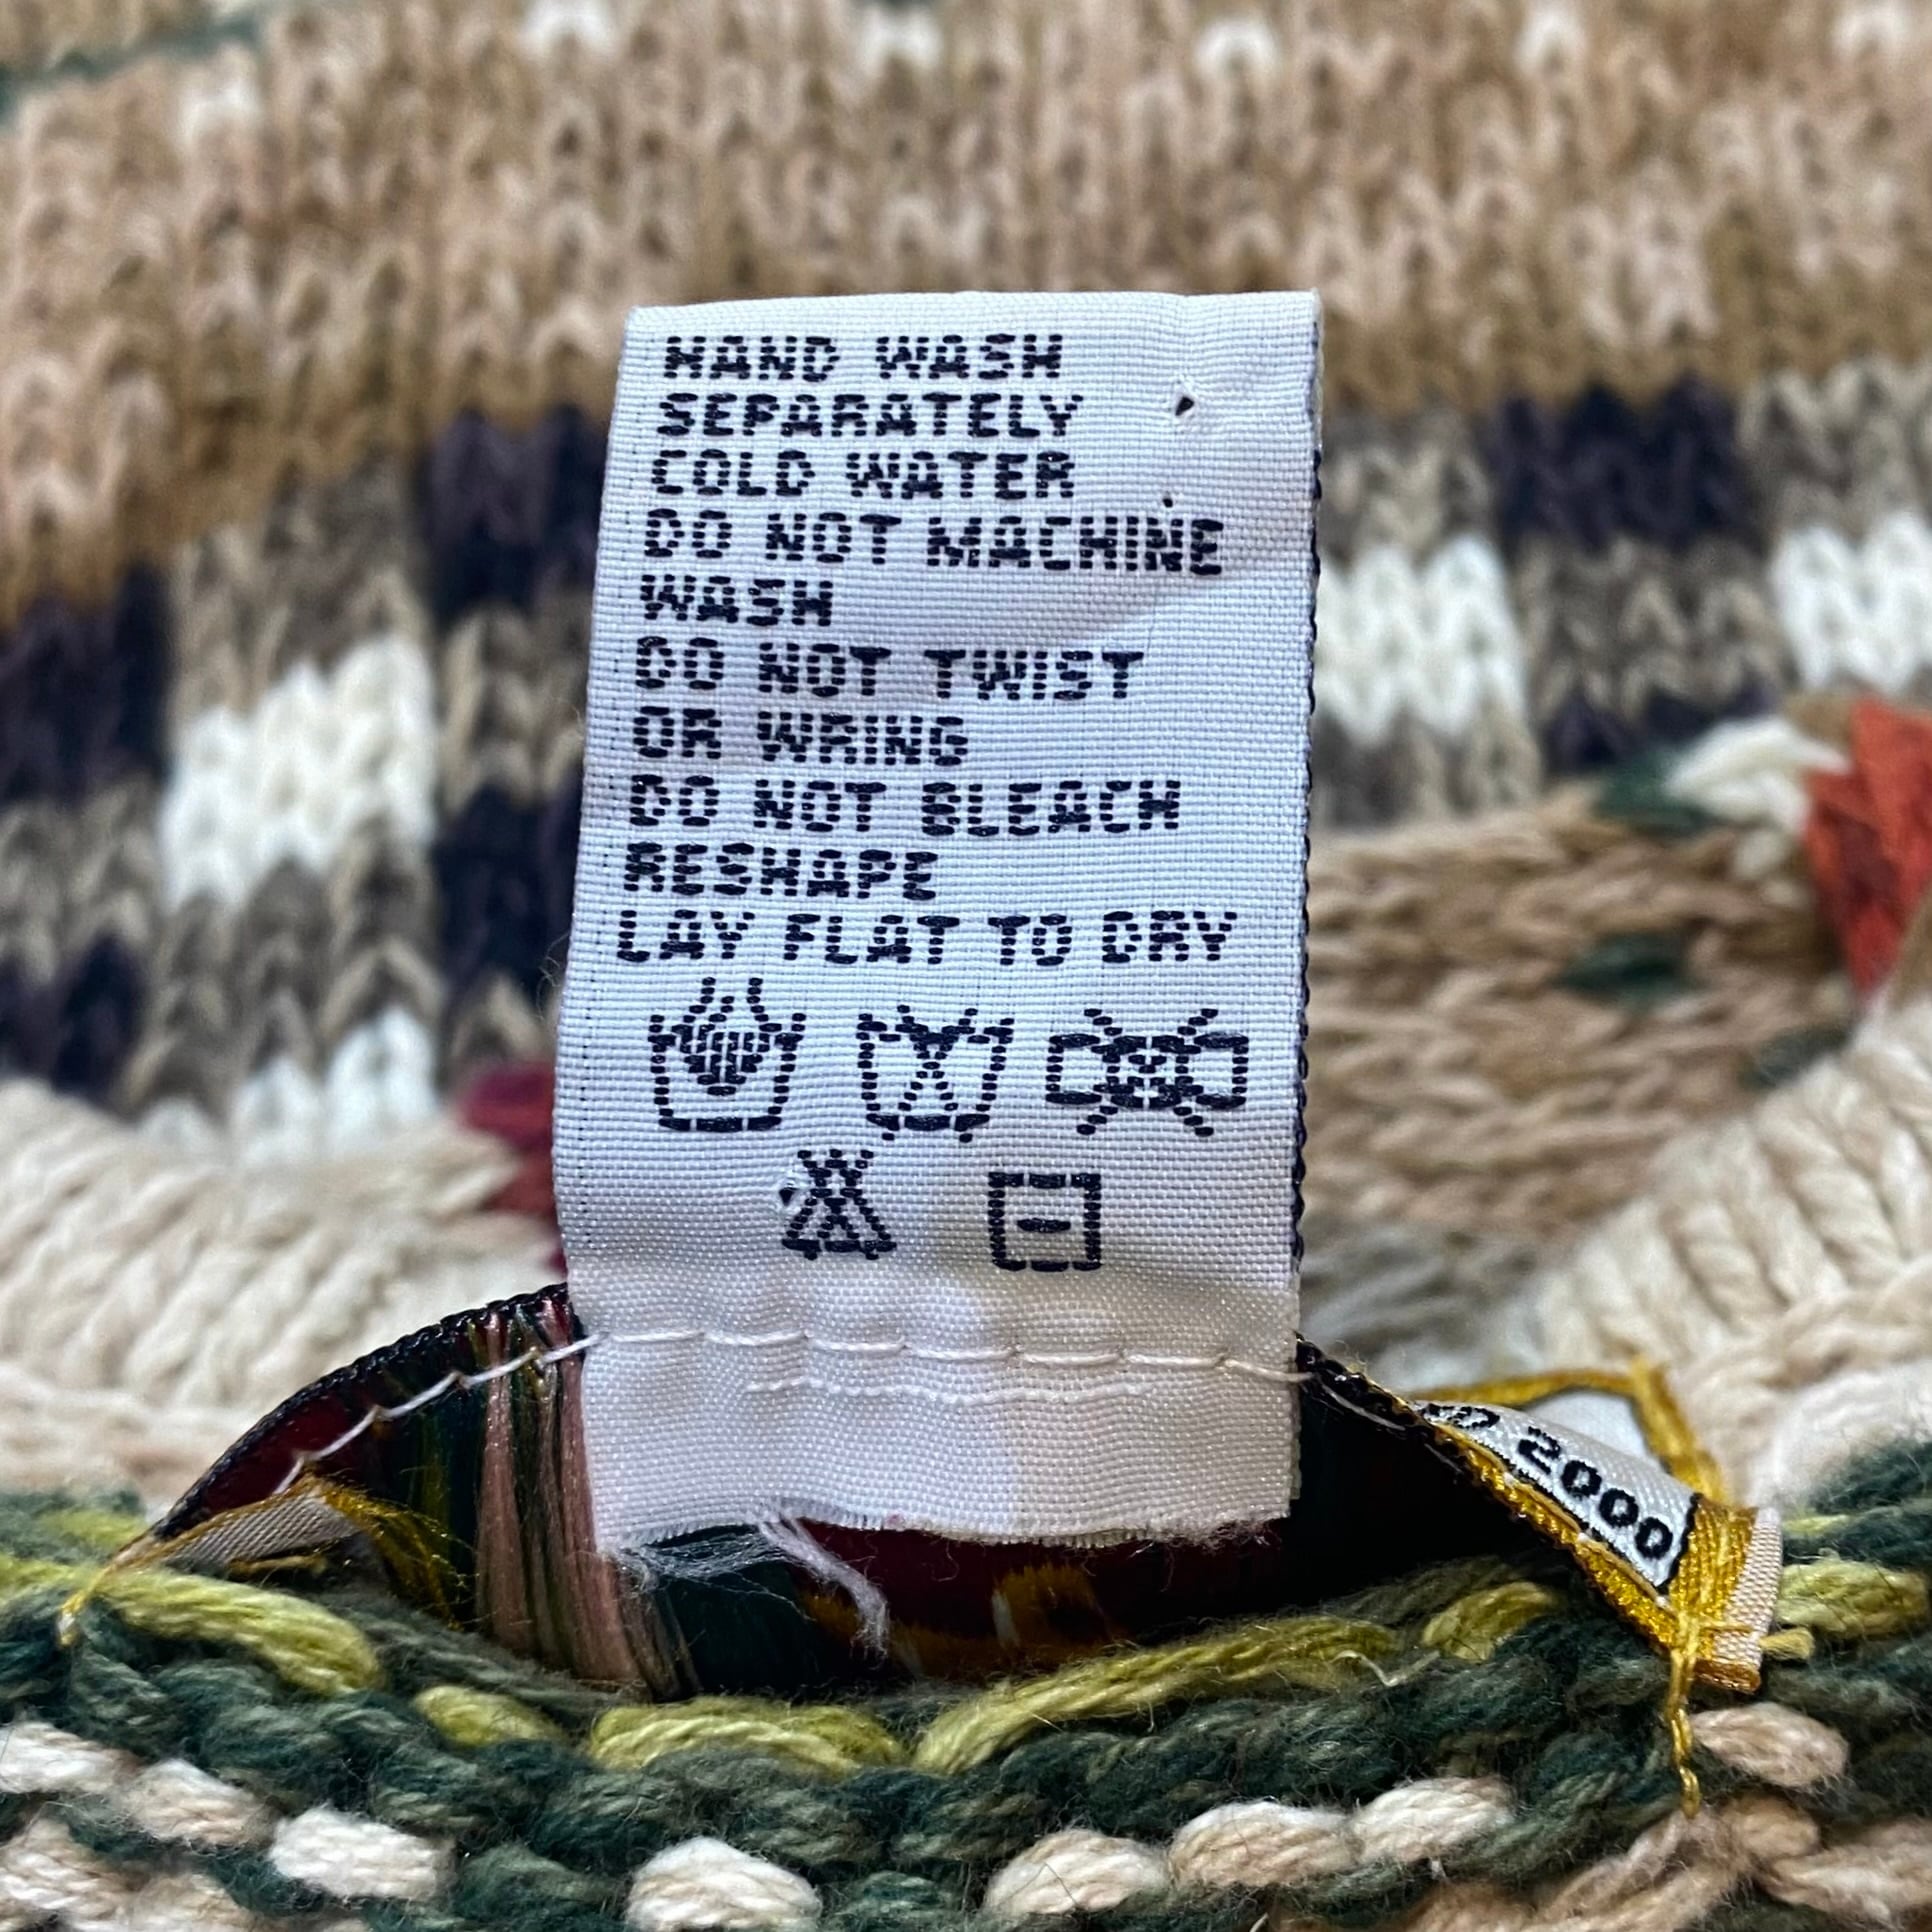 HAND WASH
SEPARATELY
COLD WATER
DO NOT MACHINE
WASH
DO NOT TWIST
OR WRING
DO NOT BLEACH
RESHAPE
LAY FLAT TO DRY
2000